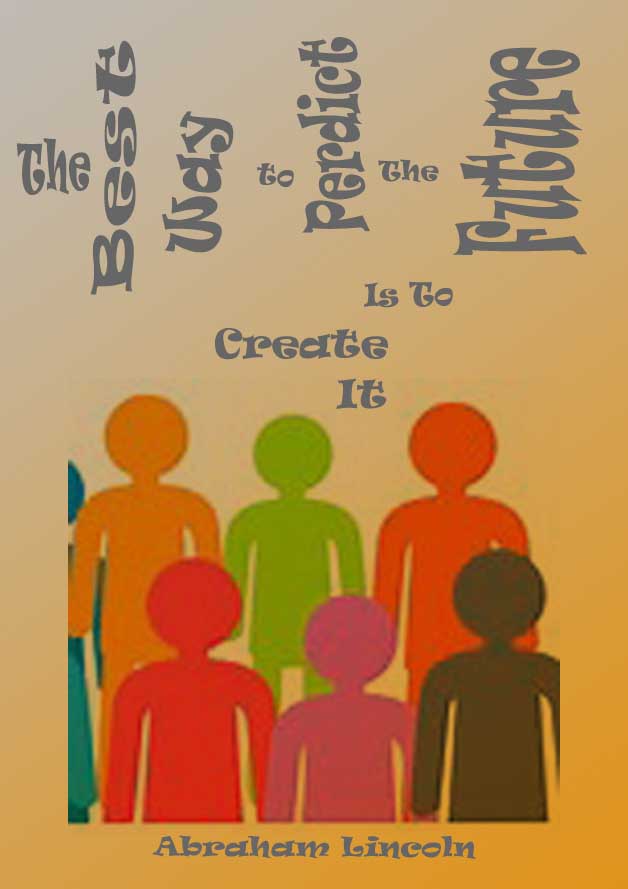 The Best Way to Perdict The Future
Is To
Create
It
Abraham Lincoln